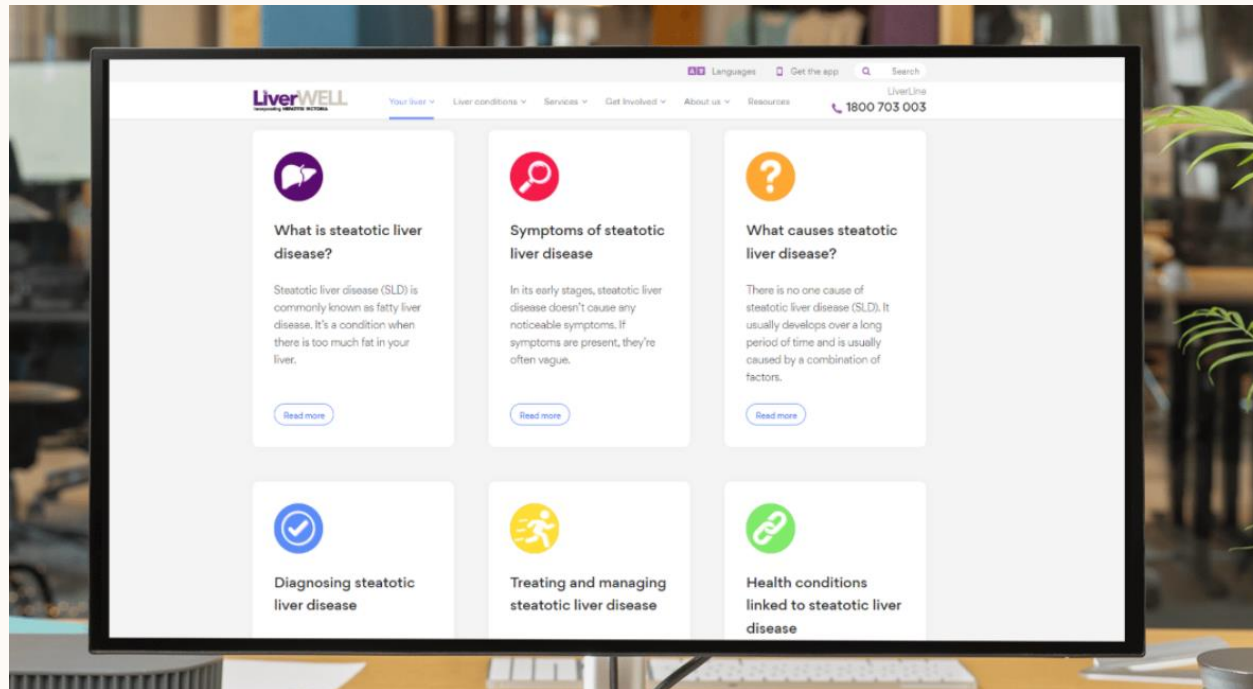 Languages
Get the app
Search
LiverWELL
incorporating HEPATITIS VICTORIA
Your liver
Liver conditions
Services
Get Involved
About us
Resources
LiverLine
1800 703 003
What is steatotic liver
disease?
Steatotic liver disease (SLD) is
commonly known as fatty liver
disease. It's a condition when
there is too much fat in your
liver.
Read more
Symptoms of steatotic
liver disease
In its early stages, steatotic liver
disease doesn't cause any
noticeable symptoms. If
symptoms are present, they're
often vague.
Read more
What causes steatotic
liver disease?
There is no one cause of
steatotic liver disease (SLD). It
usually develops over a long
period of time and is usually
caused by a combination of
factors.
Read more
Diagnosing steatotic
liver disease
Treating and managing
steatotic liver disease
Health conditions
linked to steatotic liver
disease